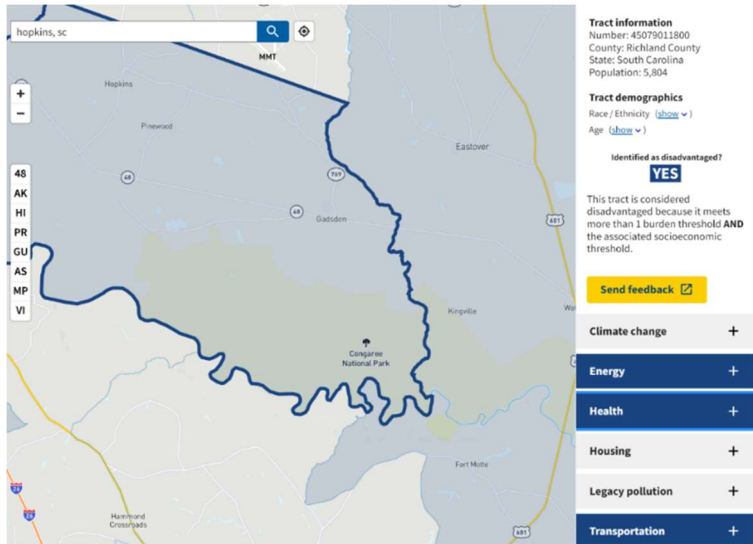 hopkins, sc
MMT
+
−
Hopkins
Pinewood
Eastover
48
769
48
Gadsden
601
48
AK
HI
PR
GU
AS
MP
VI
Kingville
Congaree
National Park
Fort Motte
26
26
Hammond
Crossroads
601
Tract information
Number: 45079011800
County: Richland County
State: South Carolina
Population: 5,804
Tract demographics
Race / Ethnicity (show )
Age (show )
Identified as disadvantaged?
YES
This tract is considered
disadvantaged because it meets
more than 1 burden threshold AND
the associated socioeconomic
threshold.
Send feedback
Climate change +
Energy +
Health +
Housing +
Legacy pollution +
Transportation +